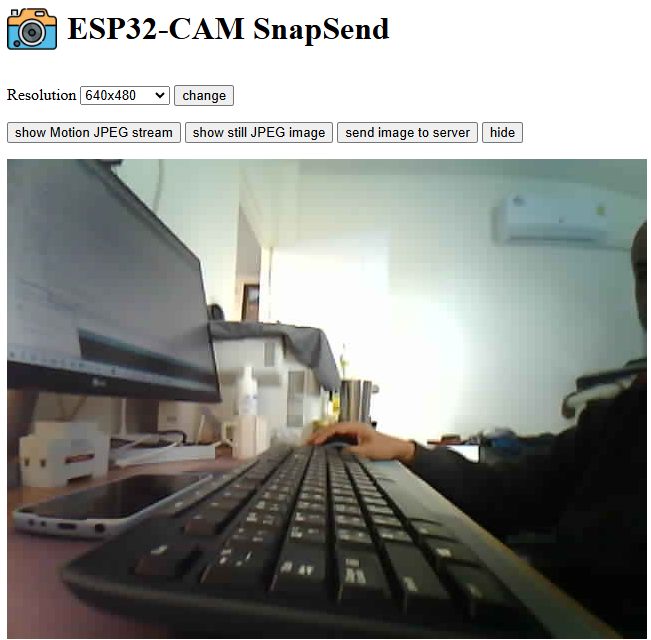 ESP32-CAM SnapSend
Resolution 640x480 change
show Motion JPEG stream show still JPEG image send image to server hide